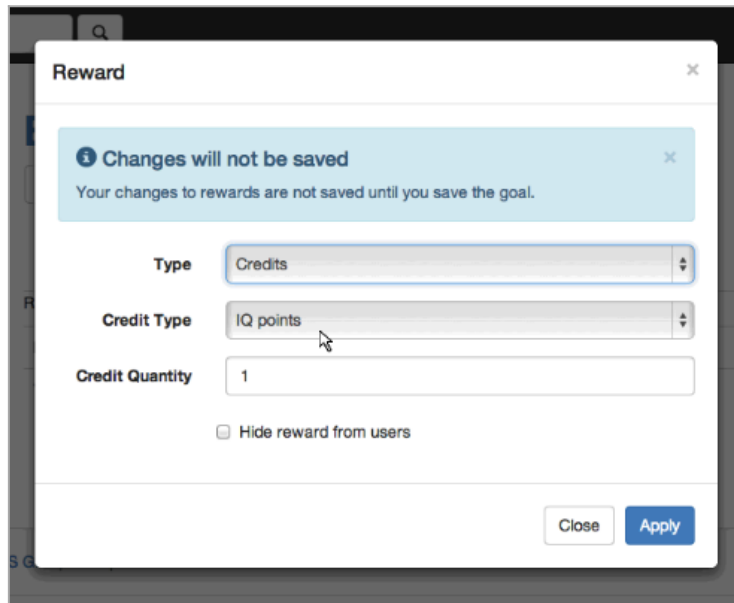 Reward
×
Changes will not be saved
×
Your changes to rewards are not saved until you save the goal.
Type
Credits
Credit Type
IQ points
Credit Quantity
1
Hide reward from users
Close
Apply
S G